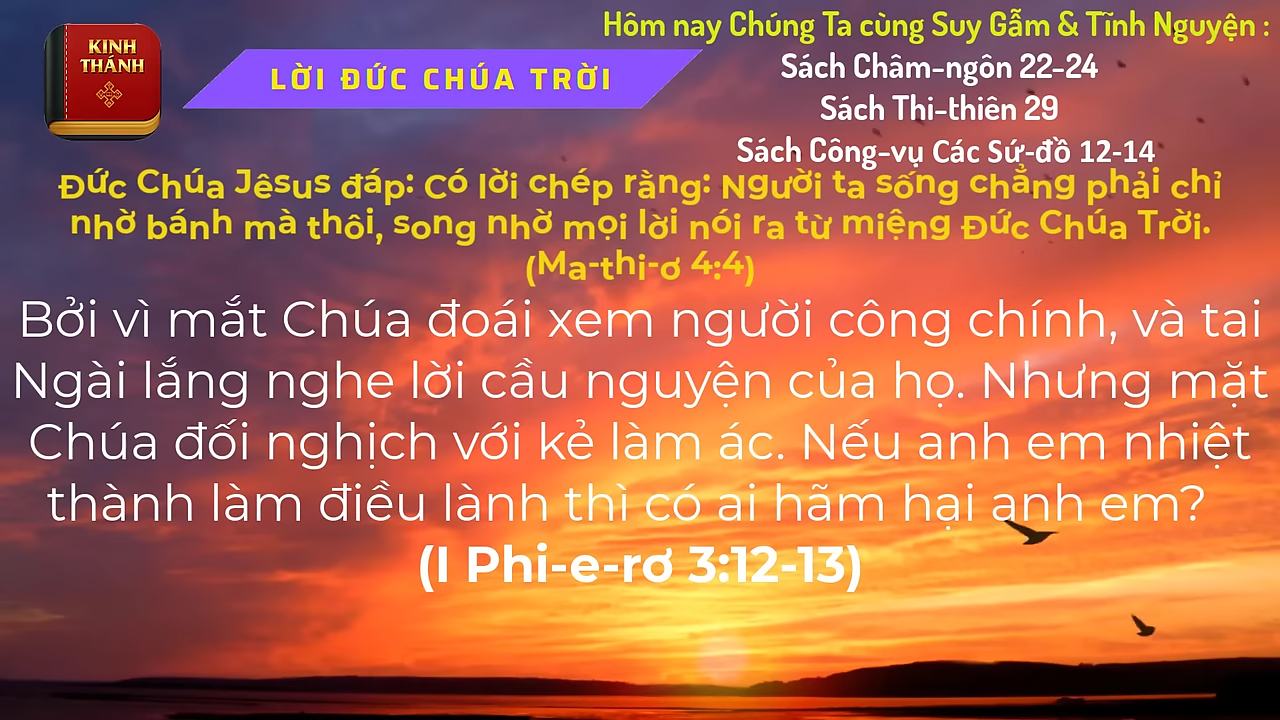 KINH
THÁNH
LỜI ĐỨC CHÚA TRỜI
Hôm nay Chúng Ta cùng Suy Gẫm & Tĩnh Nguyện :
Sách Châm-ngôn 22-24
Sách Thi-thiên 29
Sách Công-vụ Các Sứ-đồ 12-14
Đức Chúa Jêsus đáp: Có lời chép rằng: Người ta sống chẳng phải chỉ
nhờ bánh mà thôi, song nhờ mọi lời nói ra từ miệng Đức Chúa Trời.
(Ma-thi-ơ 4:4)
Bởi vì mắt Chúa đoái xem người công chính, và tai
Ngài lắng nghe lời cầu nguyện của họ. Nhưng mặt
Chúa đối nghịch với kẻ làm ác. Nếu anh em nhiệt
thành làm điều lành thì có ai hãm hại anh em?
(I Phi-e-rơ 3:12-13)